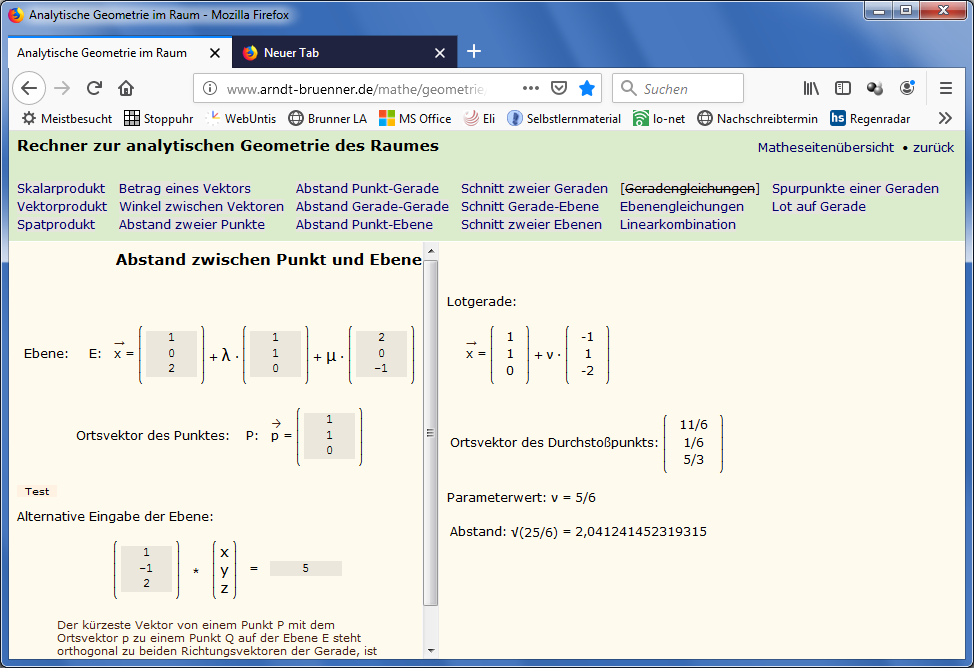 Analytische Geometrie im Raum - Mozilla Firefox
Analytische Geometrie im Raum
Neuer Tab
www.arndt-bruenner.de/mathe/geometrie
Suchen
Meistbesucht Stoppuhr WebUntis Brunner LA MS Office Eli Selbstlernmaterial lo-net Nachschreibtermin hs Regenradar
Rechner zur analytischen Geometrie des Raumes
Matheseitenübersicht • zurück
Skalarprodukt Betrag eines Vektors Abstand Punkt-Gerade Schnitt zweier Geraden [Geradengleichungen] Spurpunkte einer Geraden
Vektorprodukt Winkel zwischen Vektoren Abstand Gerade-Gerade Schnitt Gerade-Ebene Ebenengleichungen Lot auf Gerade
Spatprodukt Abstand zweier Punkte Abstand Punkt-Ebene Schnitt zweier Ebenen Linearkombination
Abstand zwischen Punkt und Ebene
1 1 2
Ebene: E: x = 0 + λ · 1 + μ · 0
2 0 −1
1
Ortsvektor des Punktes: P: p = 1
0
Test
Alternative Eingabe der Ebene:
1 x
−1 * y = 5
2 z
Der kürzeste Vektor von einem Punkt P mit dem
Ortsvektor p zu einem Punkt Q auf der Ebene E steht
orthogonal zu beiden Richtungsvektoren der Gerade, ist
Lotgerade:
1 -1
x = 1 + ν · 1
0 -2
11/6
Ortsvektor des Durchstoßpunkts: 1/6
5/3
Parameterwert: ν = 5/6
Abstand: √(25/6) = 2,041241452319315